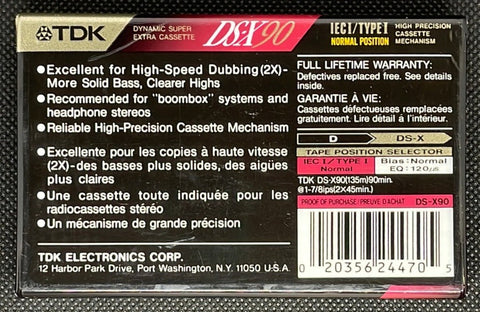 TDK
DYNAMIC SUPER
EXTRA CASSETTE
DS-X90
IEC I/TYPE I
NORMAL POSITION
HIGH PRECISION
CASSETTE
MECHANISM
●Excellent for High-Speed Dubbing (2X)-
More Solid Bass, Clearer Highs
●Recommended for "boombox" systems and
headphone stereos
●Reliable High-Precision Cassette Mechanism
●Excellente pour les copies à haute vitesse
(2X)-des basses plus solides, des aigües
plus claires
●Une cassette toute indiquée pour les
radiocassettes stéréo
●Un mécanisme de grande précision
TDK ELECTRONICS CORP.
12 Harbor Park Drive, Port Washington, N.Y. 11050 U.S.A.
FULL LIFETIME WARRANTY:
Defectives replaced free. See details
inside.
GARANTIE À VIE:
Cassettes défectueuses remplacées
gratuitement. Lire détail à l'intérieur.
D DS-X
TAPE POSITION SELECTOR
IEC I/TYPE I
Normal
Bias: Normal
EQ: 120μs
TDK DS-X90(135m)90min.
@1-7/8ips(2X45min.)
PROOF OF PURCHASE/PREUVE D'ACHAT DS-X90
0 20356 24470 5